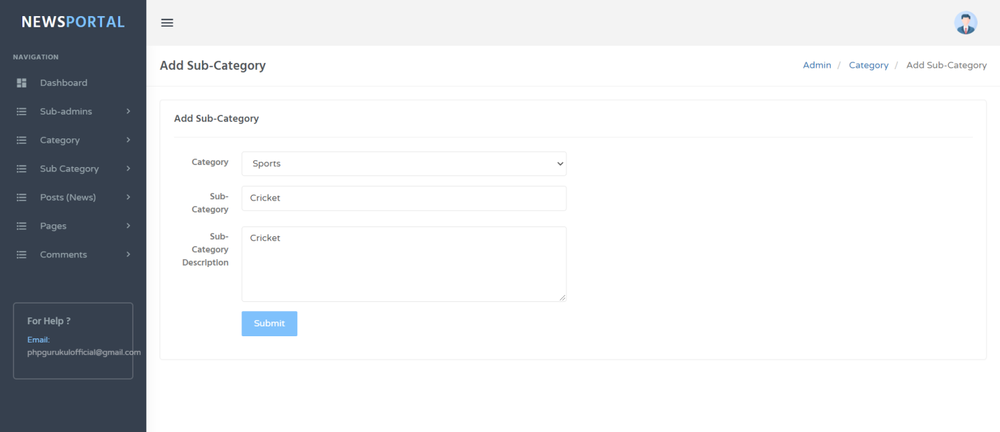 NEWSPORTAL
NAVIGATION
Dashboard
Sub-admins
Category
Sub Category
Posts (News)
Pages
Comments
For Help ?
Email:
phpgurukulofficial@gmail.com
Add Sub-Category
Admin / Category / Add Sub-Category
Add Sub-Category
Category
Sports
Sub-
Category
Cricket
Sub-
Category
Description
Cricket
Submit